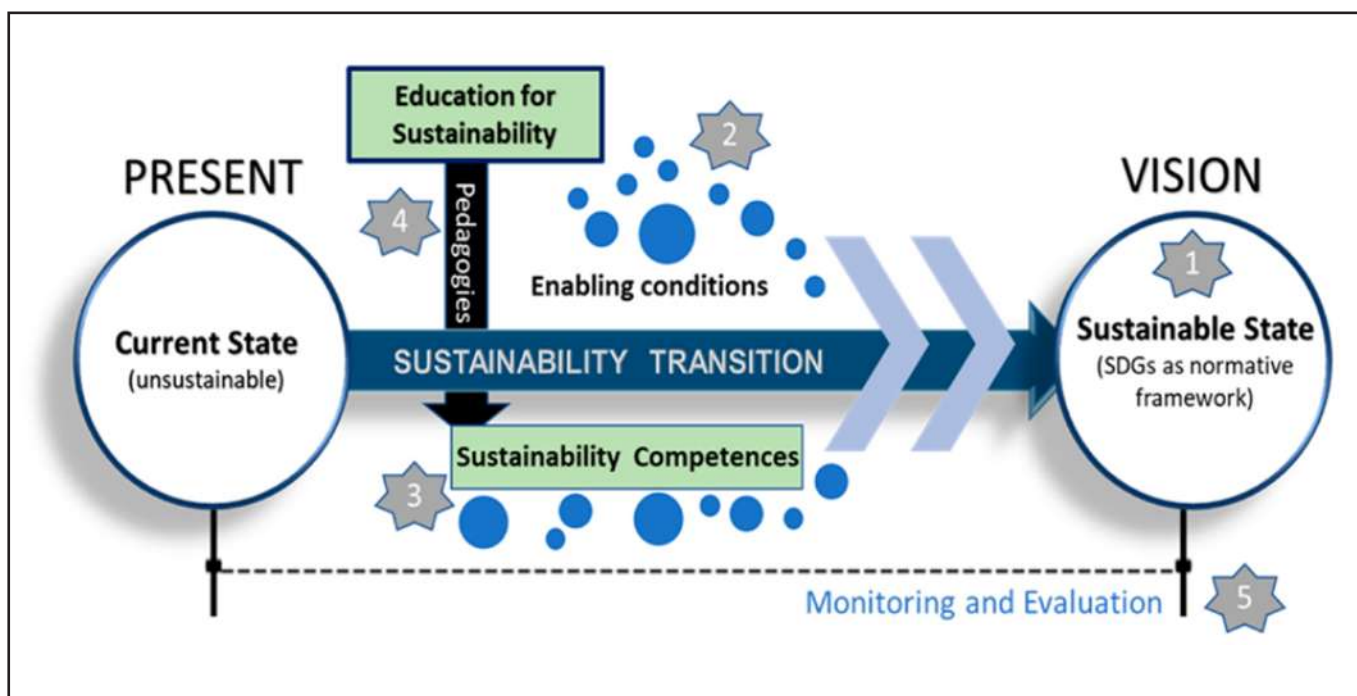 Education for
Sustainability
2
PRESENT
VISION
4
Pedagogies
1
Enabling conditions
Current State
(unsustainable)
SUSTAINABILITY TRANSITION
Sustainable State
(SDGs as normative
framework)
Sustainability Competences
3
Monitoring and Evaluation
5